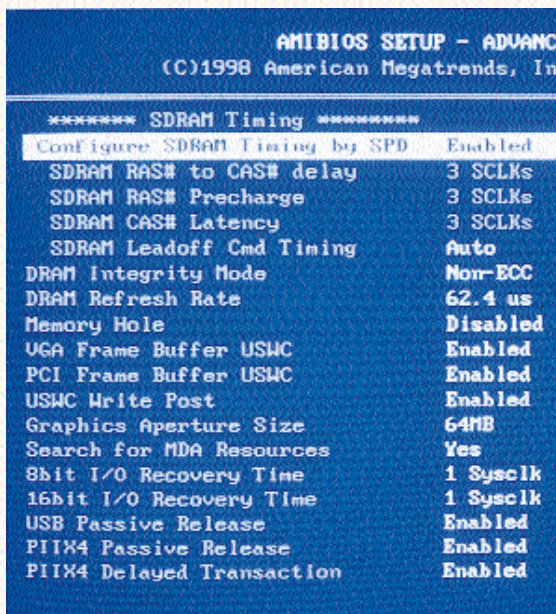 AMIBIOS SETUP - ADVANC
(C)1998 American Megatrends, In
******* SDRAM Timing ********
Configure SDRAM Timing by SPD Enabled
SDRAM RAS# to CAS# delay 3 SCLKs
SDRAM RAS# Precharge 3 SCLKs
SDRAM CAS# Latency 3 SCLKs
SDRAM Leadoff Cmd Timing Auto
DRAM Integrity Mode Non-ECC
DRAM Refresh Rate 62.4 us
Memory Hole Disabled
VGA Frame Buffer USWC Enabled
PCI Frame Buffer USWC Enabled
USWC Write Post Enabled
Graphics Aperture Size 64MB
Search for MDA Resources Yes
8bit I/O Recovery Time 1 Sysclk
16bit I/O Recovery TIme 1 Sysclk
USB Passive Release Enabled
PIIX4 Passive Release Enabled
PIIX4 Delayed Transaction Enabled